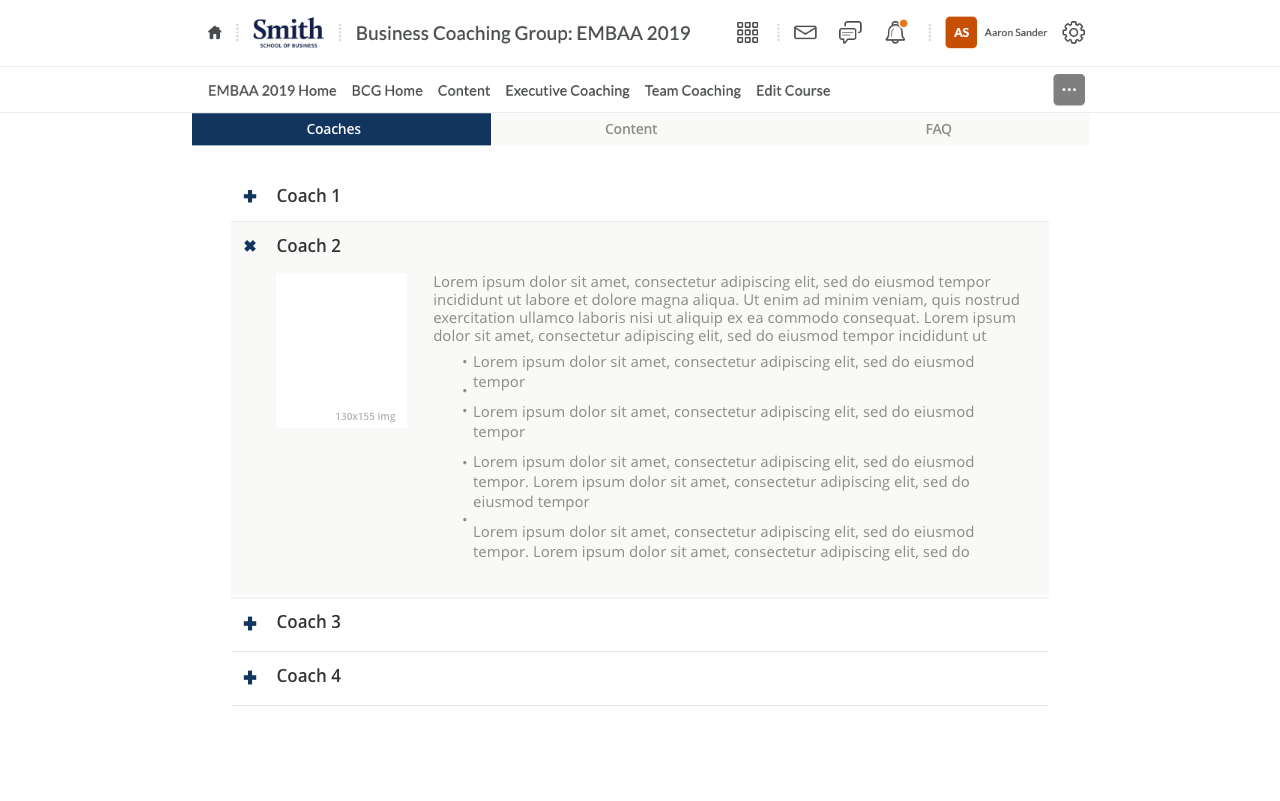 Smith
SCHOOL OF BUSINESS
Business Coaching Group: EMBAA 2019
AS
Aaron Sander
EMBAA 2019 Home BCG Home Content Executive Coaching Team Coaching Edit Course
Coaches Content FAQ
Coach 1
Coach 2
130x155 img
Lorem ipsum dolor sit amet, consectetur adipiscing elit, sed do eiusmod tempor
incididunt ut labore et dolore magna aliqua. Ut enim ad minim veniam, quis nostrud
exercitation ullamco laboris nisi ut aliquip ex ea commodo consequat. Lorem ipsum
dolor sit amet, consectetur adipiscing elit, sed do eiusmod tempor incididunt ut
• Lorem ipsum dolor sit amet, consectetur adipiscing elit, sed do eiusmod
tempor
•
• Lorem ipsum dolor sit amet, consectetur adipiscing elit, sed do eiusmod
tempor
• Lorem ipsum dolor sit amet, consectetur adipiscing elit, sed do eiusmod
tempor. Lorem ipsum dolor sit amet, consectetur adipiscing elit, sed do
eiusmod tempor
•
Lorem ipsum dolor sit amet, consectetur adipiscing elit, sed do eiusmod
tempor. Lorem ipsum dolor sit amet, consectetur adipiscing elit, sed do
Coach 3
Coach 4